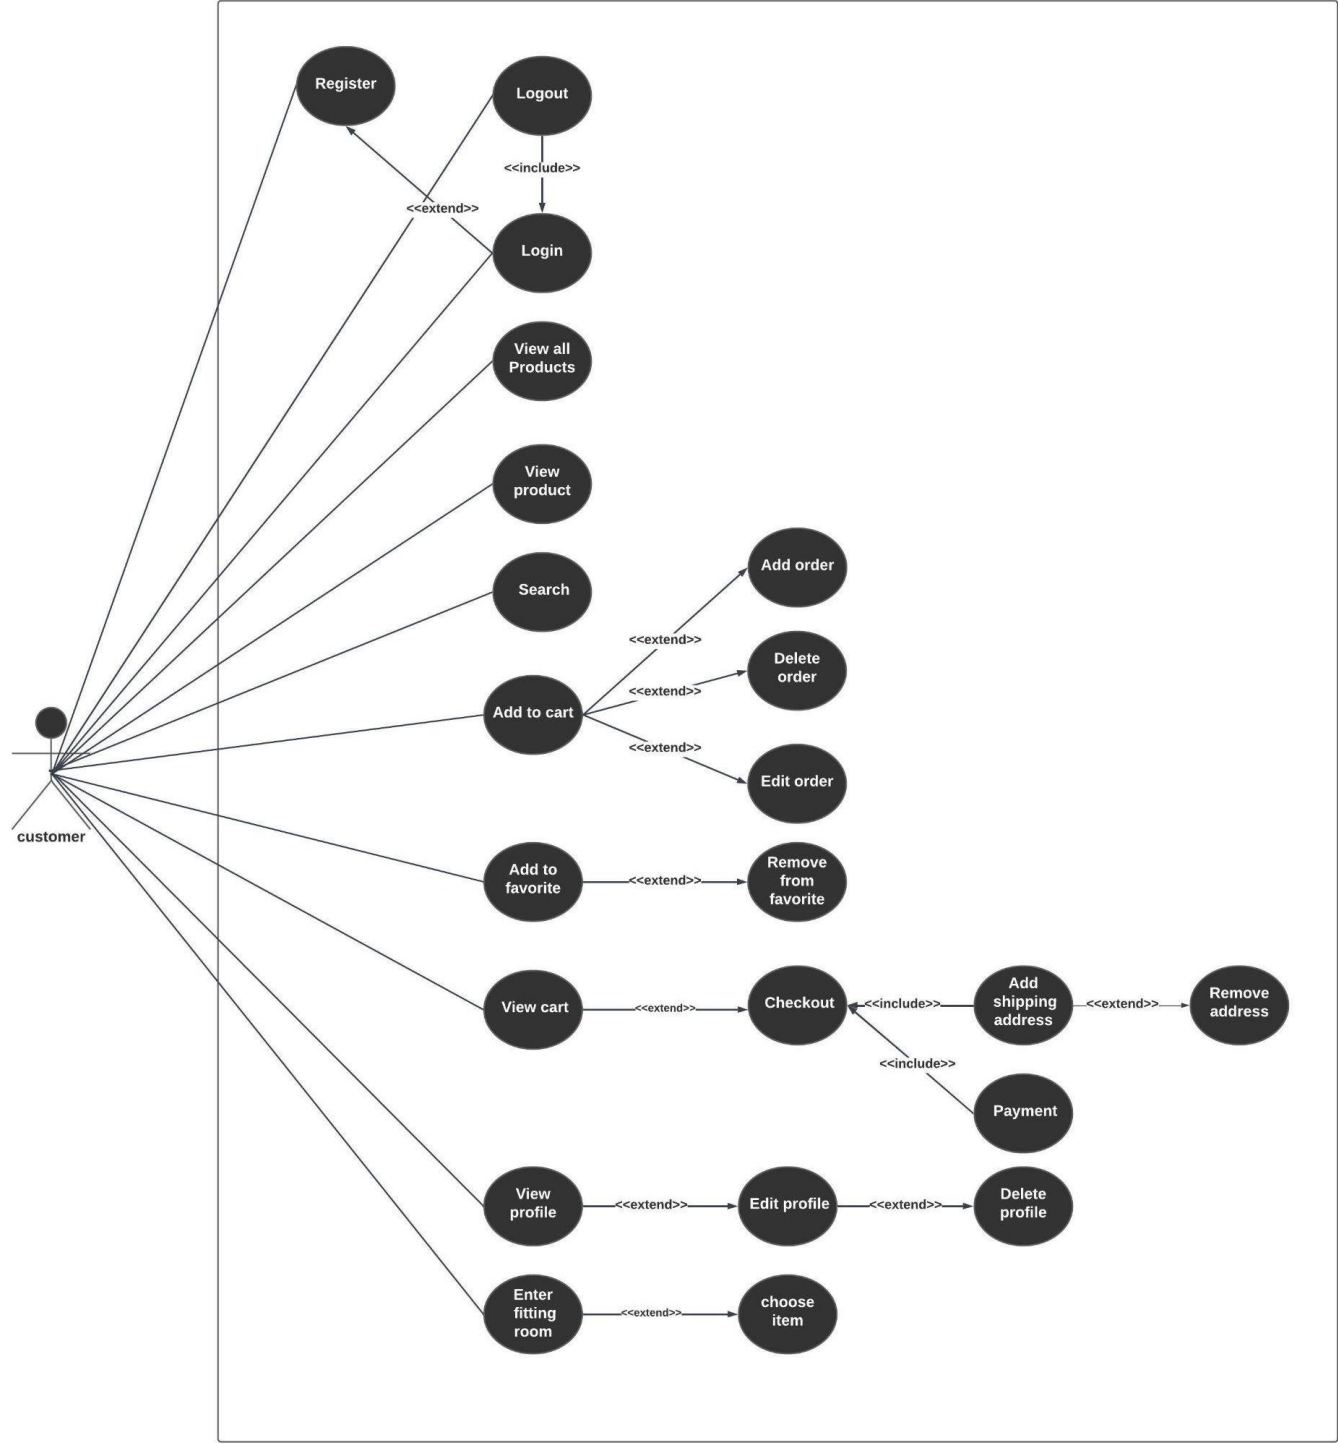 Register
Logout
<<include>>
<<extend>>
Login
View all
Products
View
product
Search
Add order
<<extend>>
Delete
order
<<extend>>
Add to cart
<<extend>>
Edit order
customer
Add to
favorite
<<extend>>
Remove
from
favorite
View cart
<<extend>>
Checkout
<<include>>
Add
shipping
address
<<extend>>
Remove
address
<<include>>
Payment
View
profile
<<extend>>
Edit profile
<<extend>>
Delete
profile
Enter
fitting
room
<<extend>>
choose
item